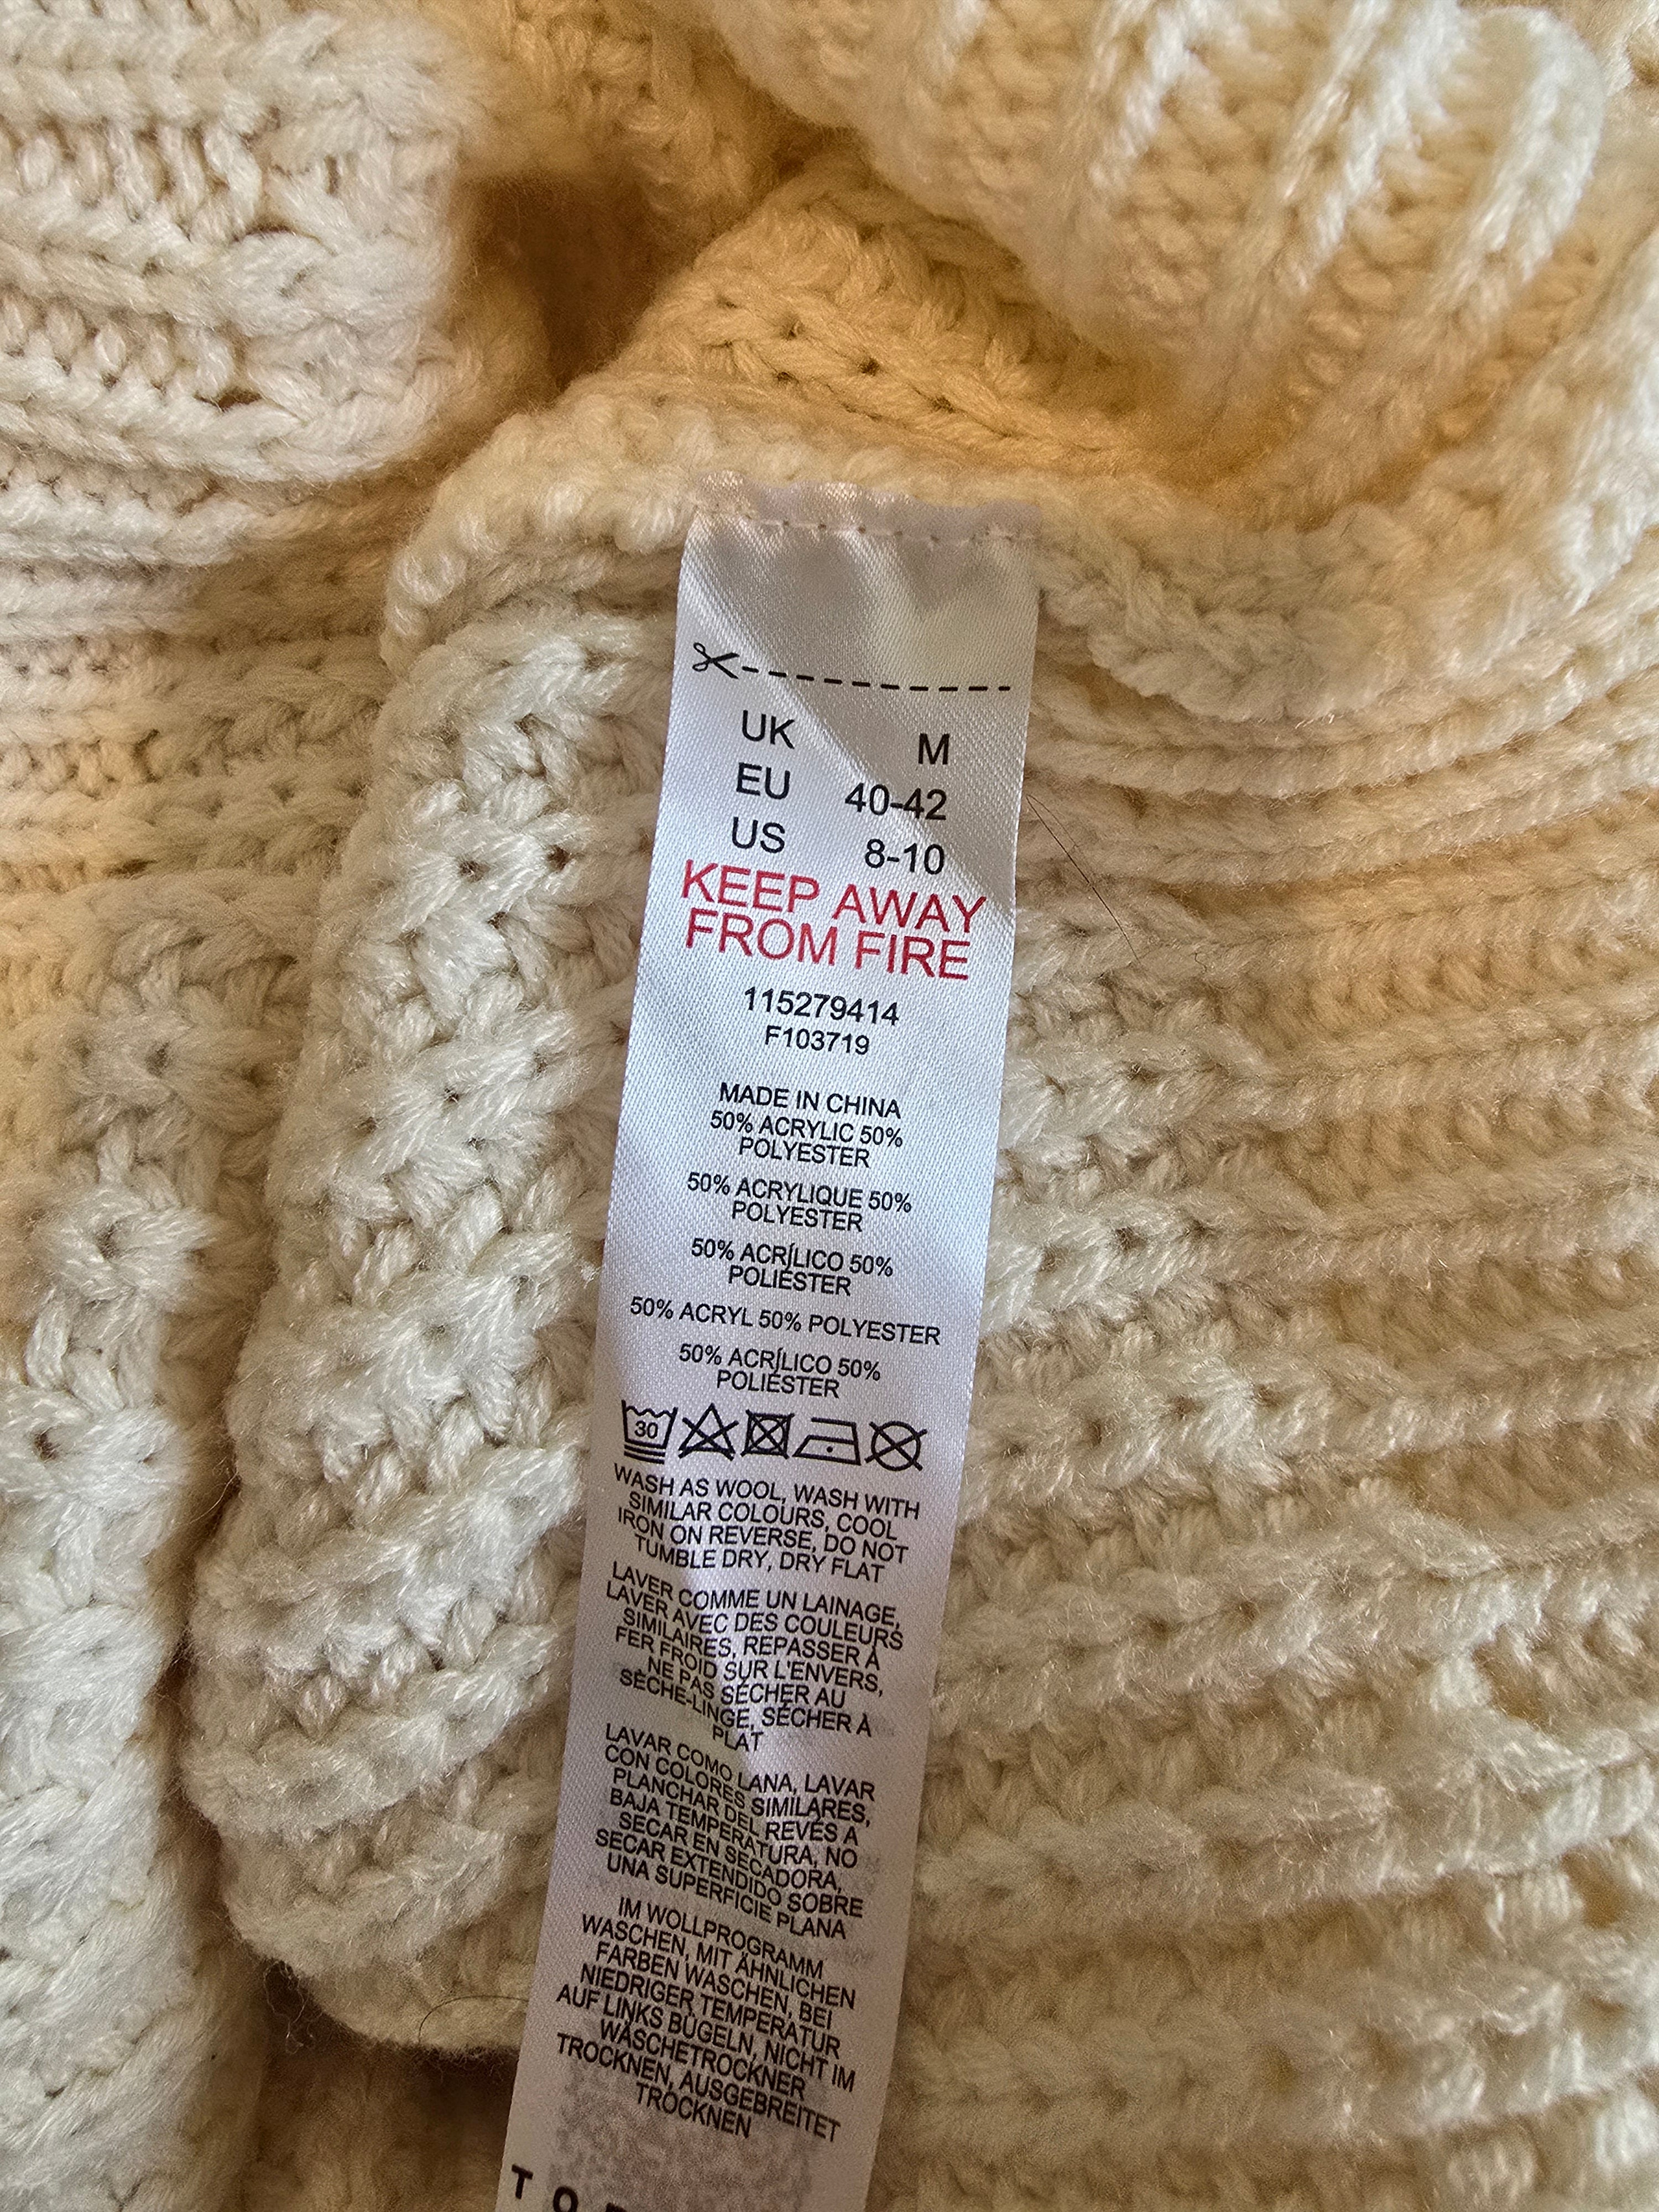 UK M
EU 40-42
US 8-10
KEEP AWAY
FROM FIRE
115279414
F103719
MADE IN CHINA
50% ACRYLIC 50%
POLYESTER
50% ACRYLIQUE 50%
POLYESTER
50% ACRÍLICO 50%
POLIÉSTER
50% ACRYL 50% POLYESTER
50% ACRÍLICO 50%
POLIÉSTER
30
WASH AS WOOL, WASH WITH
SIMILAR COLOURS, COOL
IRON ON REVERSE, DO NOT
TUMBLE DRY, DRY FLAT
LAVER COMME UN LAINAGE,
LAVER AVEC DES COULEURS
SIMILAIRES, REPASSER À
FER FROID SUR L'ENVERS,
NE PAS SÉCHER AU
SÈCHE-LINGE, SÉCHER À
PLAT
LAVAR COMO LANA, LAVAR
CON COLORES SIMILARES,
PLANCHAR DEL REVÉS A
BAJA TEMPERATURA, NO
SECAR EN SECADORA,
SECAR EXTENDIDO SOBRE
UNA SUPERFICIE PLANA
IM WOLLPROGRAMM
WASCHEN, MIT ÄHNLICHEN
FARBEN WASCHEN, BEI
NIEDRIGER TEMPERATUR
AUF LINKS BÜGELN, NICHT IM
WÄSCHETROCKNER
TROCKNEN, AUSGEBREITET
TROCKNEN